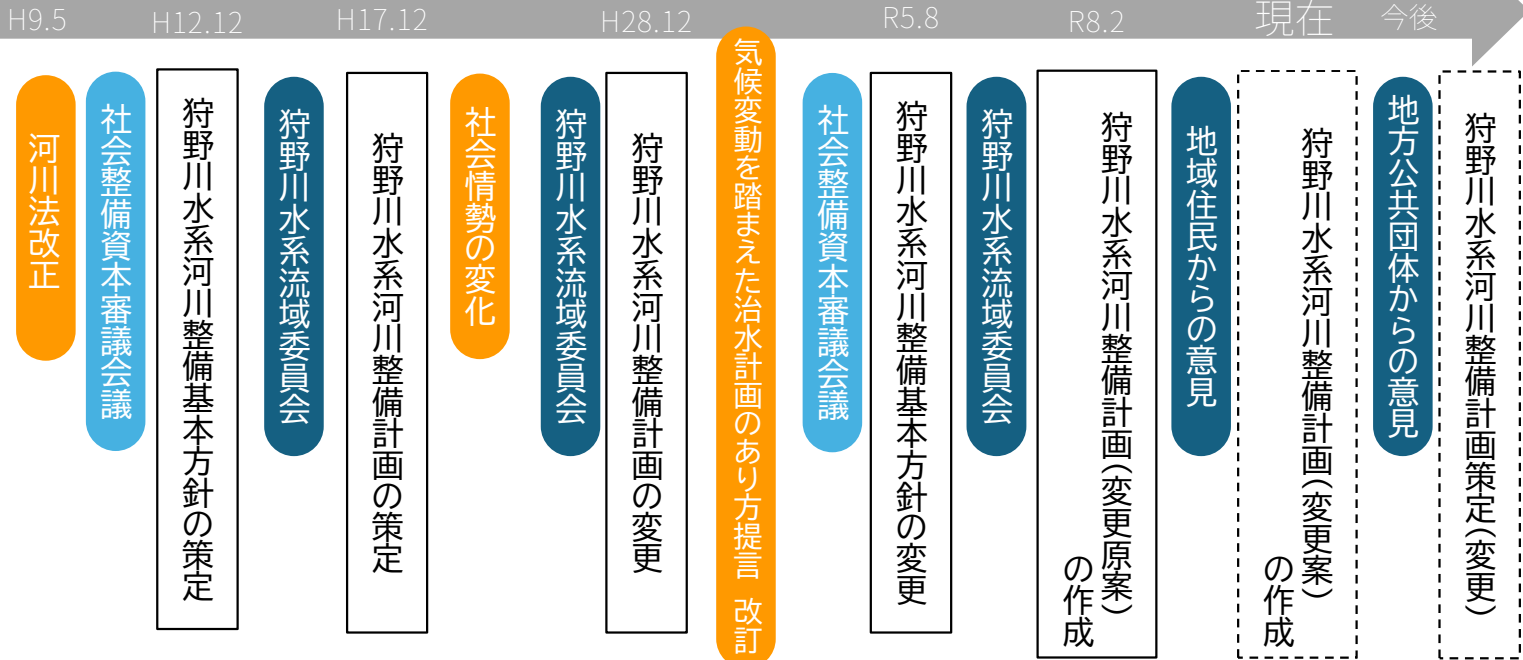 H9.5
H12.12
H17.12
H28.12
R5.8
R8.2
現在
今後
河川法改正
社会整備資本審議会議
狩野川水系河川整備基本方針の策定
狩野川水系流域委員会
狩野川水系河川整備計画の策定
社会情勢の変化
狩野川水系流域委員会
狩野川水系河川整備計画の変更
気候変動を踏まえた治水計画のあり方提言 改訂
社会整備資本審議会議
狩野川水系河川整備基本方針の変更
狩野川水系流域委員会
狩野川水系河川整備計画(変更原案)
の作成
地域住民からの意見
狩野川水系河川整備計画(変更案)
の作成
地方公共団体からの意見
狩野川水系河川整備計画策定(変更)